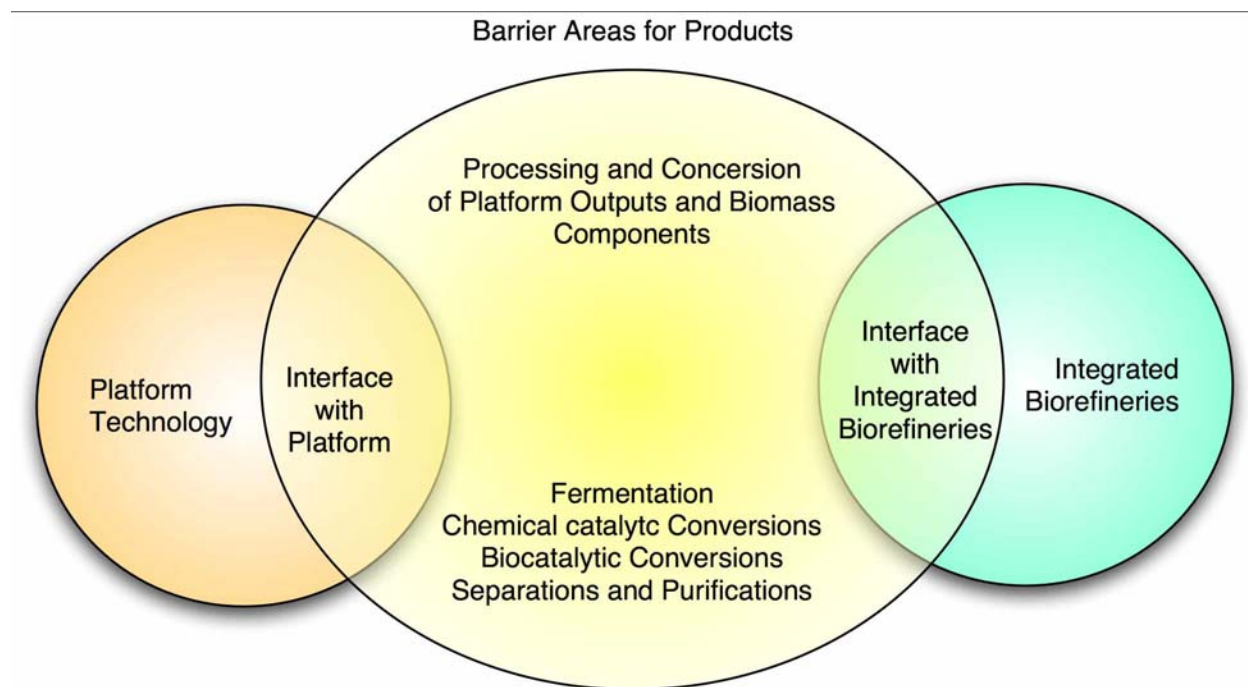 Barrier Areas for Products
Processing and Concersion
of Platform Outputs and Biomass
Components
Platform
Technology
Interface
with
Platform
Interface
with
Integrated
Biorefineries
Integrated
Biorefineries
Fermentation
Chemical catalytc Conversions
Biocatalytic Conversions
Separations and Purifications